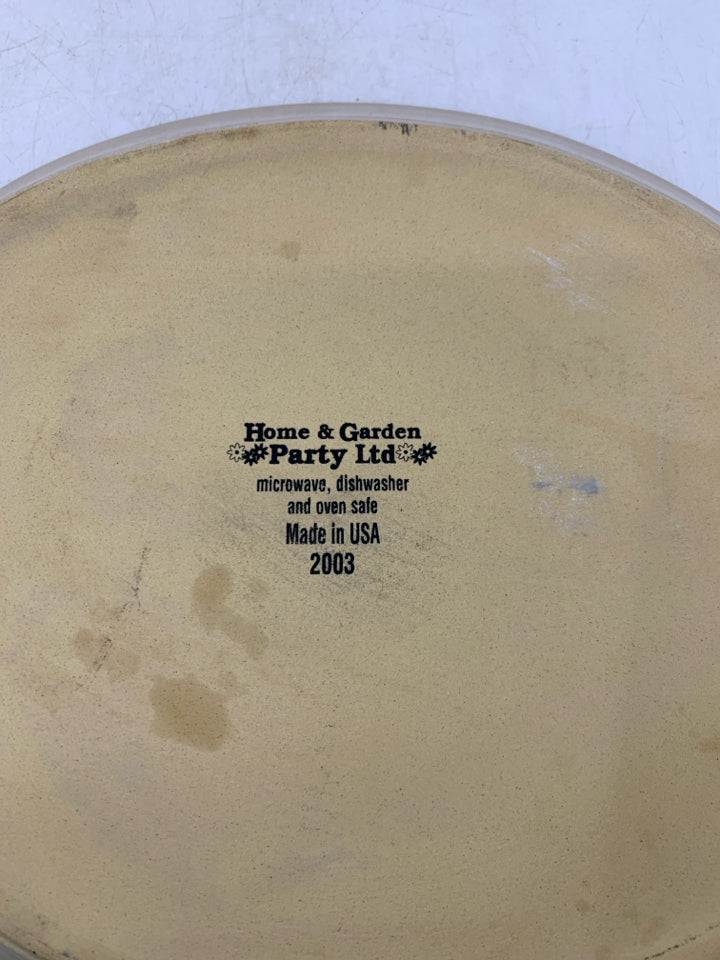 Home & Garden
Party Ltd
microwave, dishwasher
and oven safe
Made in USA
2003